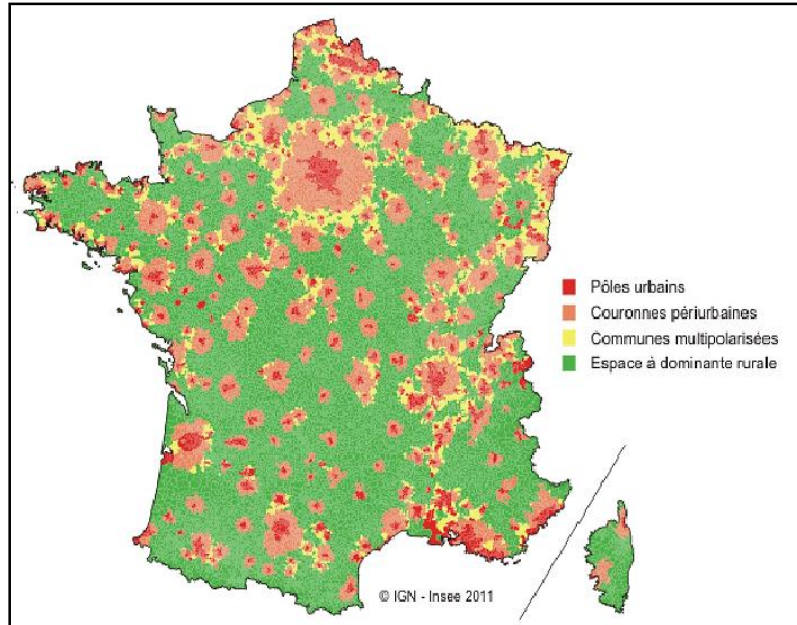 Pôles urbains
Couronnes périurbaines
Communes multipolarisées
Espace à dominante rurale
© IGN - Insee 2011